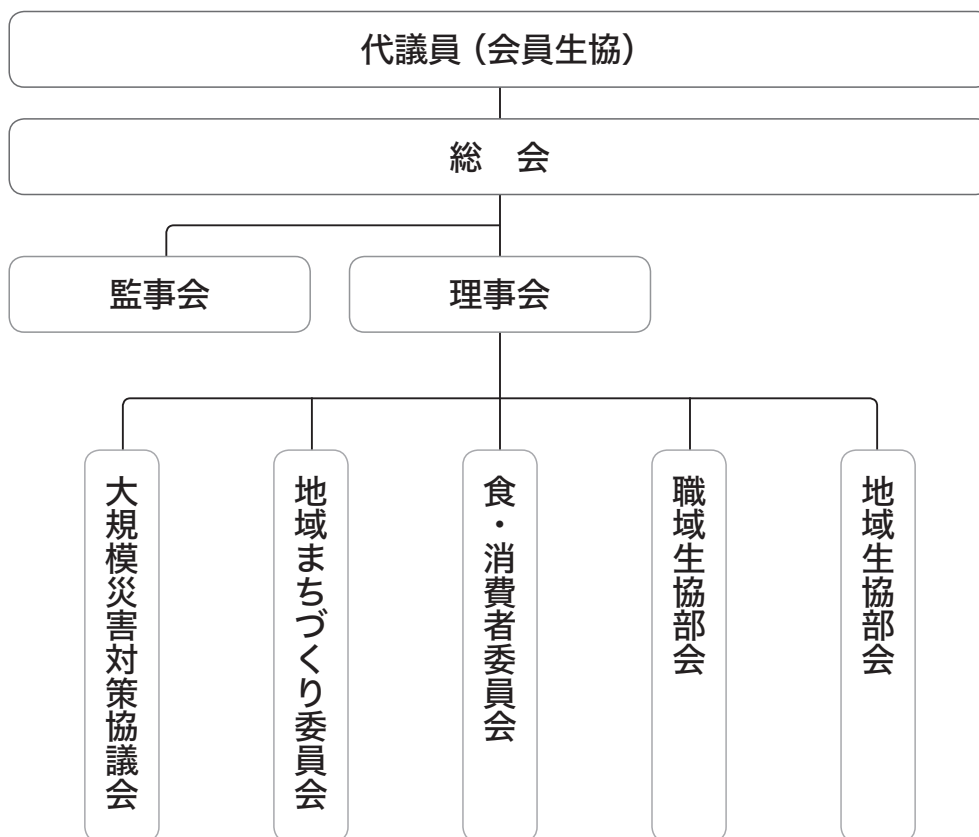 代議員（会員生協）
総　会
監事会
理事会
大規模災害対策協議会
地域まちづくり委員会
食・消費者委員会
職域生協部会
地域生協部会